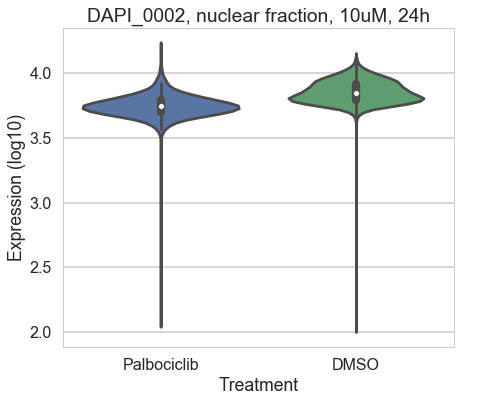 DAPI_0002, nuclear fraction, 10uM, 24h
Expression (log10)
4.0
3.5
3.0
2.5
2.0
Palbociclib
DMSO
Treatment